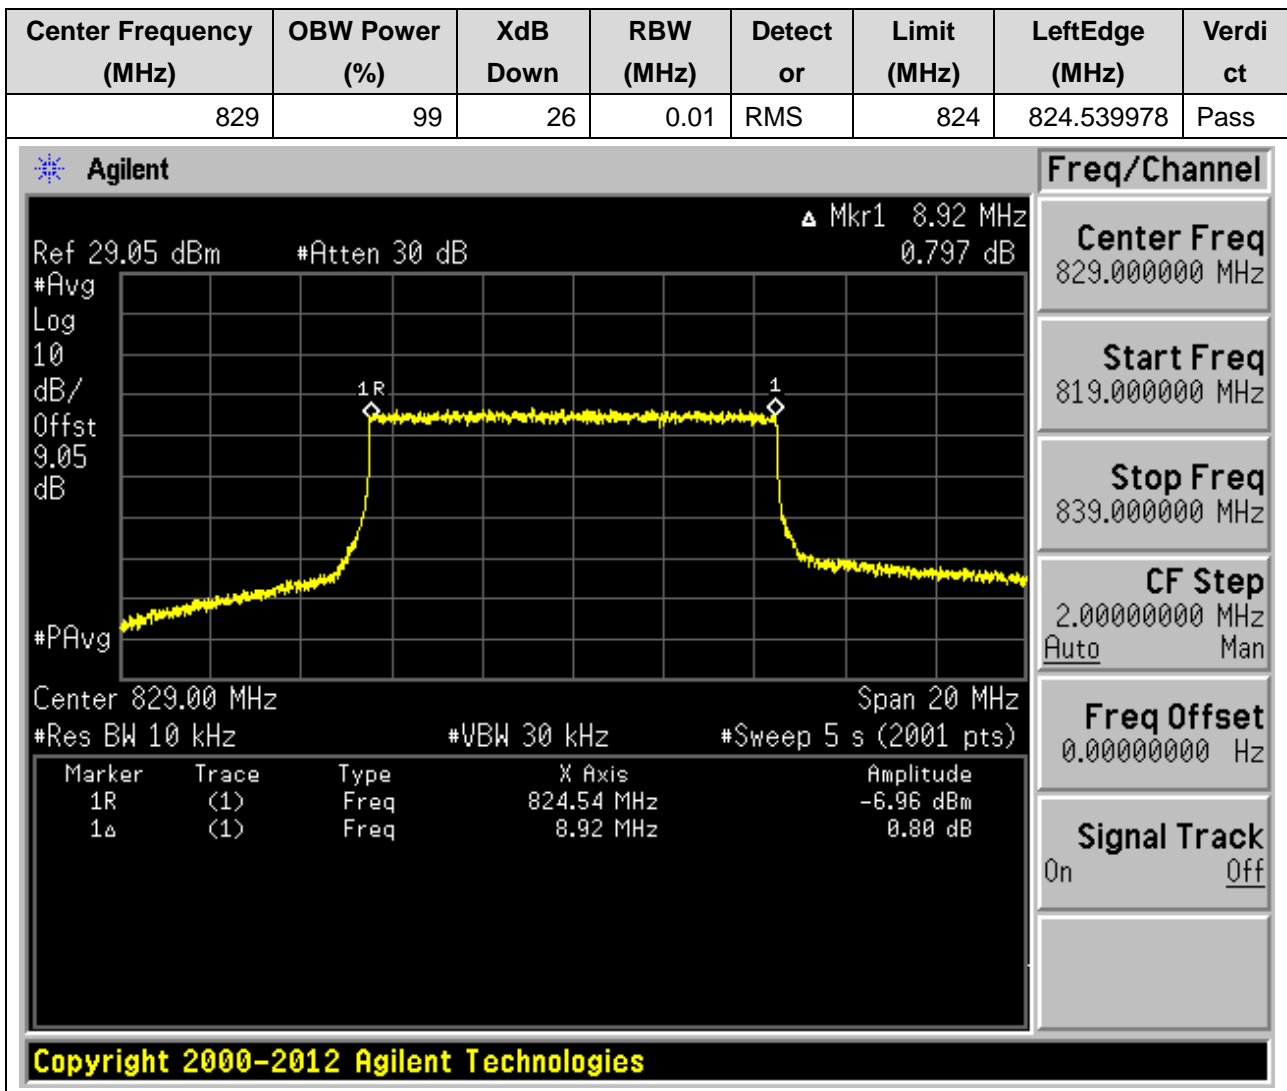 Center Frequency (MHz) OBW Power (%) XdB Down RBW (MHz) Detect or Limit (MHz) LeftEdge (MHz) Verdi ct
829 99 26 0.01 RMS 824 824.539978 Pass
Agilent
Freq/Channel
Δ Mkr1 8.92 MHz
Ref 29.05 dBm #Atten 30 dB 0.797 dB
#Avg
Log
10
dB/
Offst
9.05
dB
1R
1
#PAvg
Center 829.00 MHz Span 20 MHz
#Res BW 10 kHz #VBW 30 kHz #Sweep 5 s (2001 pts)
Marker Trace Type X Axis Amplitude
1R (1) Freq 824.54 MHz -6.96 dBm
1Δ (1) Freq 8.92 MHz 0.80 dB
Center Freq
829.000000 MHz
Start Freq
819.000000 MHz
Stop Freq
839.000000 MHz
CF Step
2.00000000 MHz
Auto Man
Freq Offset
0.00000000 Hz
Signal Track
On Off
Copyright 2000-2012 Agilent Technologies